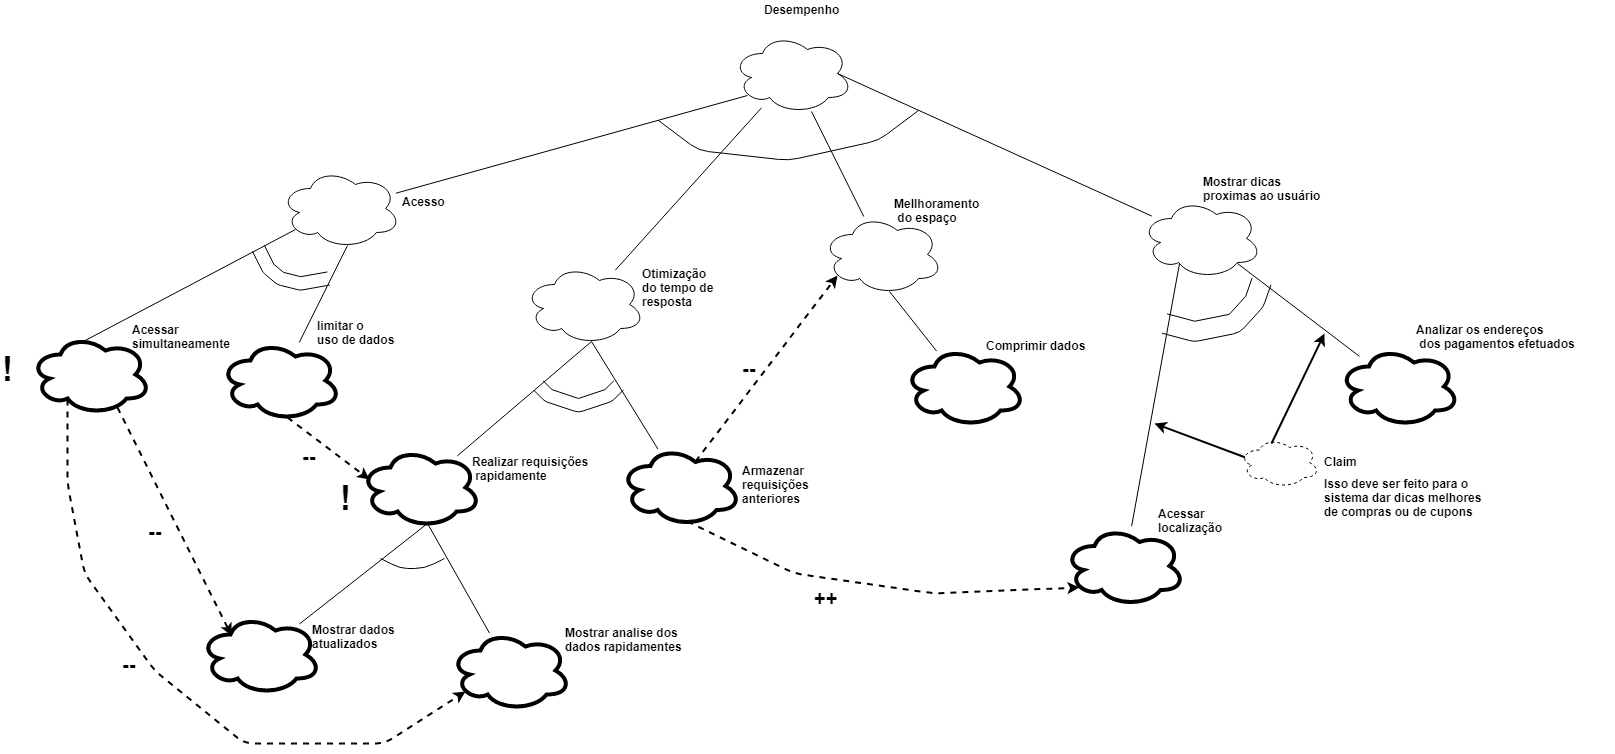 Desempenho
Acesso
Mostrar dicas
proximas ao usuário
Mellhoramento
do espaço
Otimização
do tempo de
resposta
Acessar
simultaneamente
limitar o
uso de dados
!
Comprimir dados
Analizar os endereços
dos pagamentos efetuados
--
--
Realizar requisições
rapidamente
!
Armazenar
requisições
anteriores
Claim
Isso deve ser feito para o
sistema dar dicas melhores
de compras ou de cupons
Acessar
localização
--
++
Mostrar dados
atualizados
Mostrar analise dos
dados rapidamentes
--